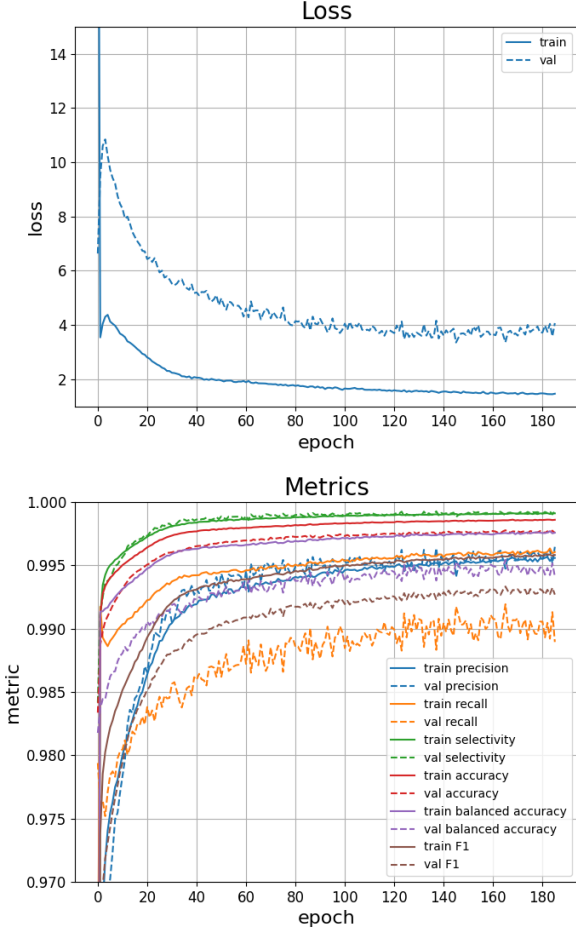 Loss
14
12
10
8
6
4
2
loss
train
val
0 20 40 60 80 100 120 140 160 180
epoch
Metrics
1.000
0.995
0.990
0.985
0.980
0.975
0.970
metric
train precision
val precision
train recall
val recall
train selectivity
val selectivity
train accuracy
val accuracy
train balanced accuracy
val balanced accuracy
train F1
val F1
0 20 40 60 80 100 120 140 160 180
epoch